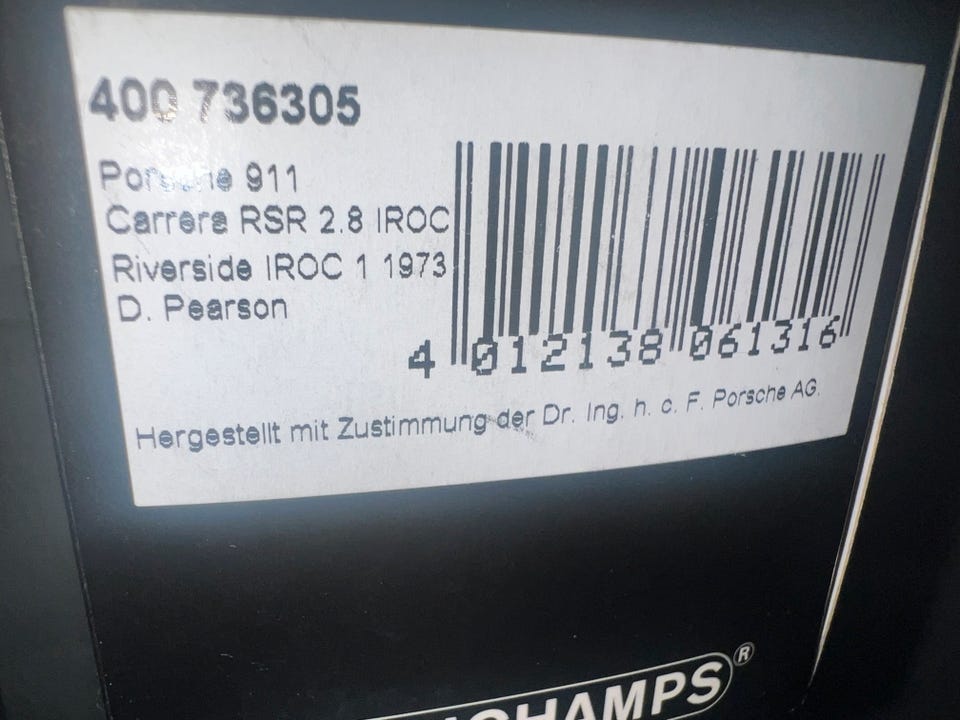 400 736305
Porsche 911
Carrera RSR 2.8 IROC
Riverside IROC 1 1973
D. Pearson
4 012138 061316
Hergestellt mit Zustimmung der Dr. Ing. h. c. F. Porsche AG.
CHAMPS®